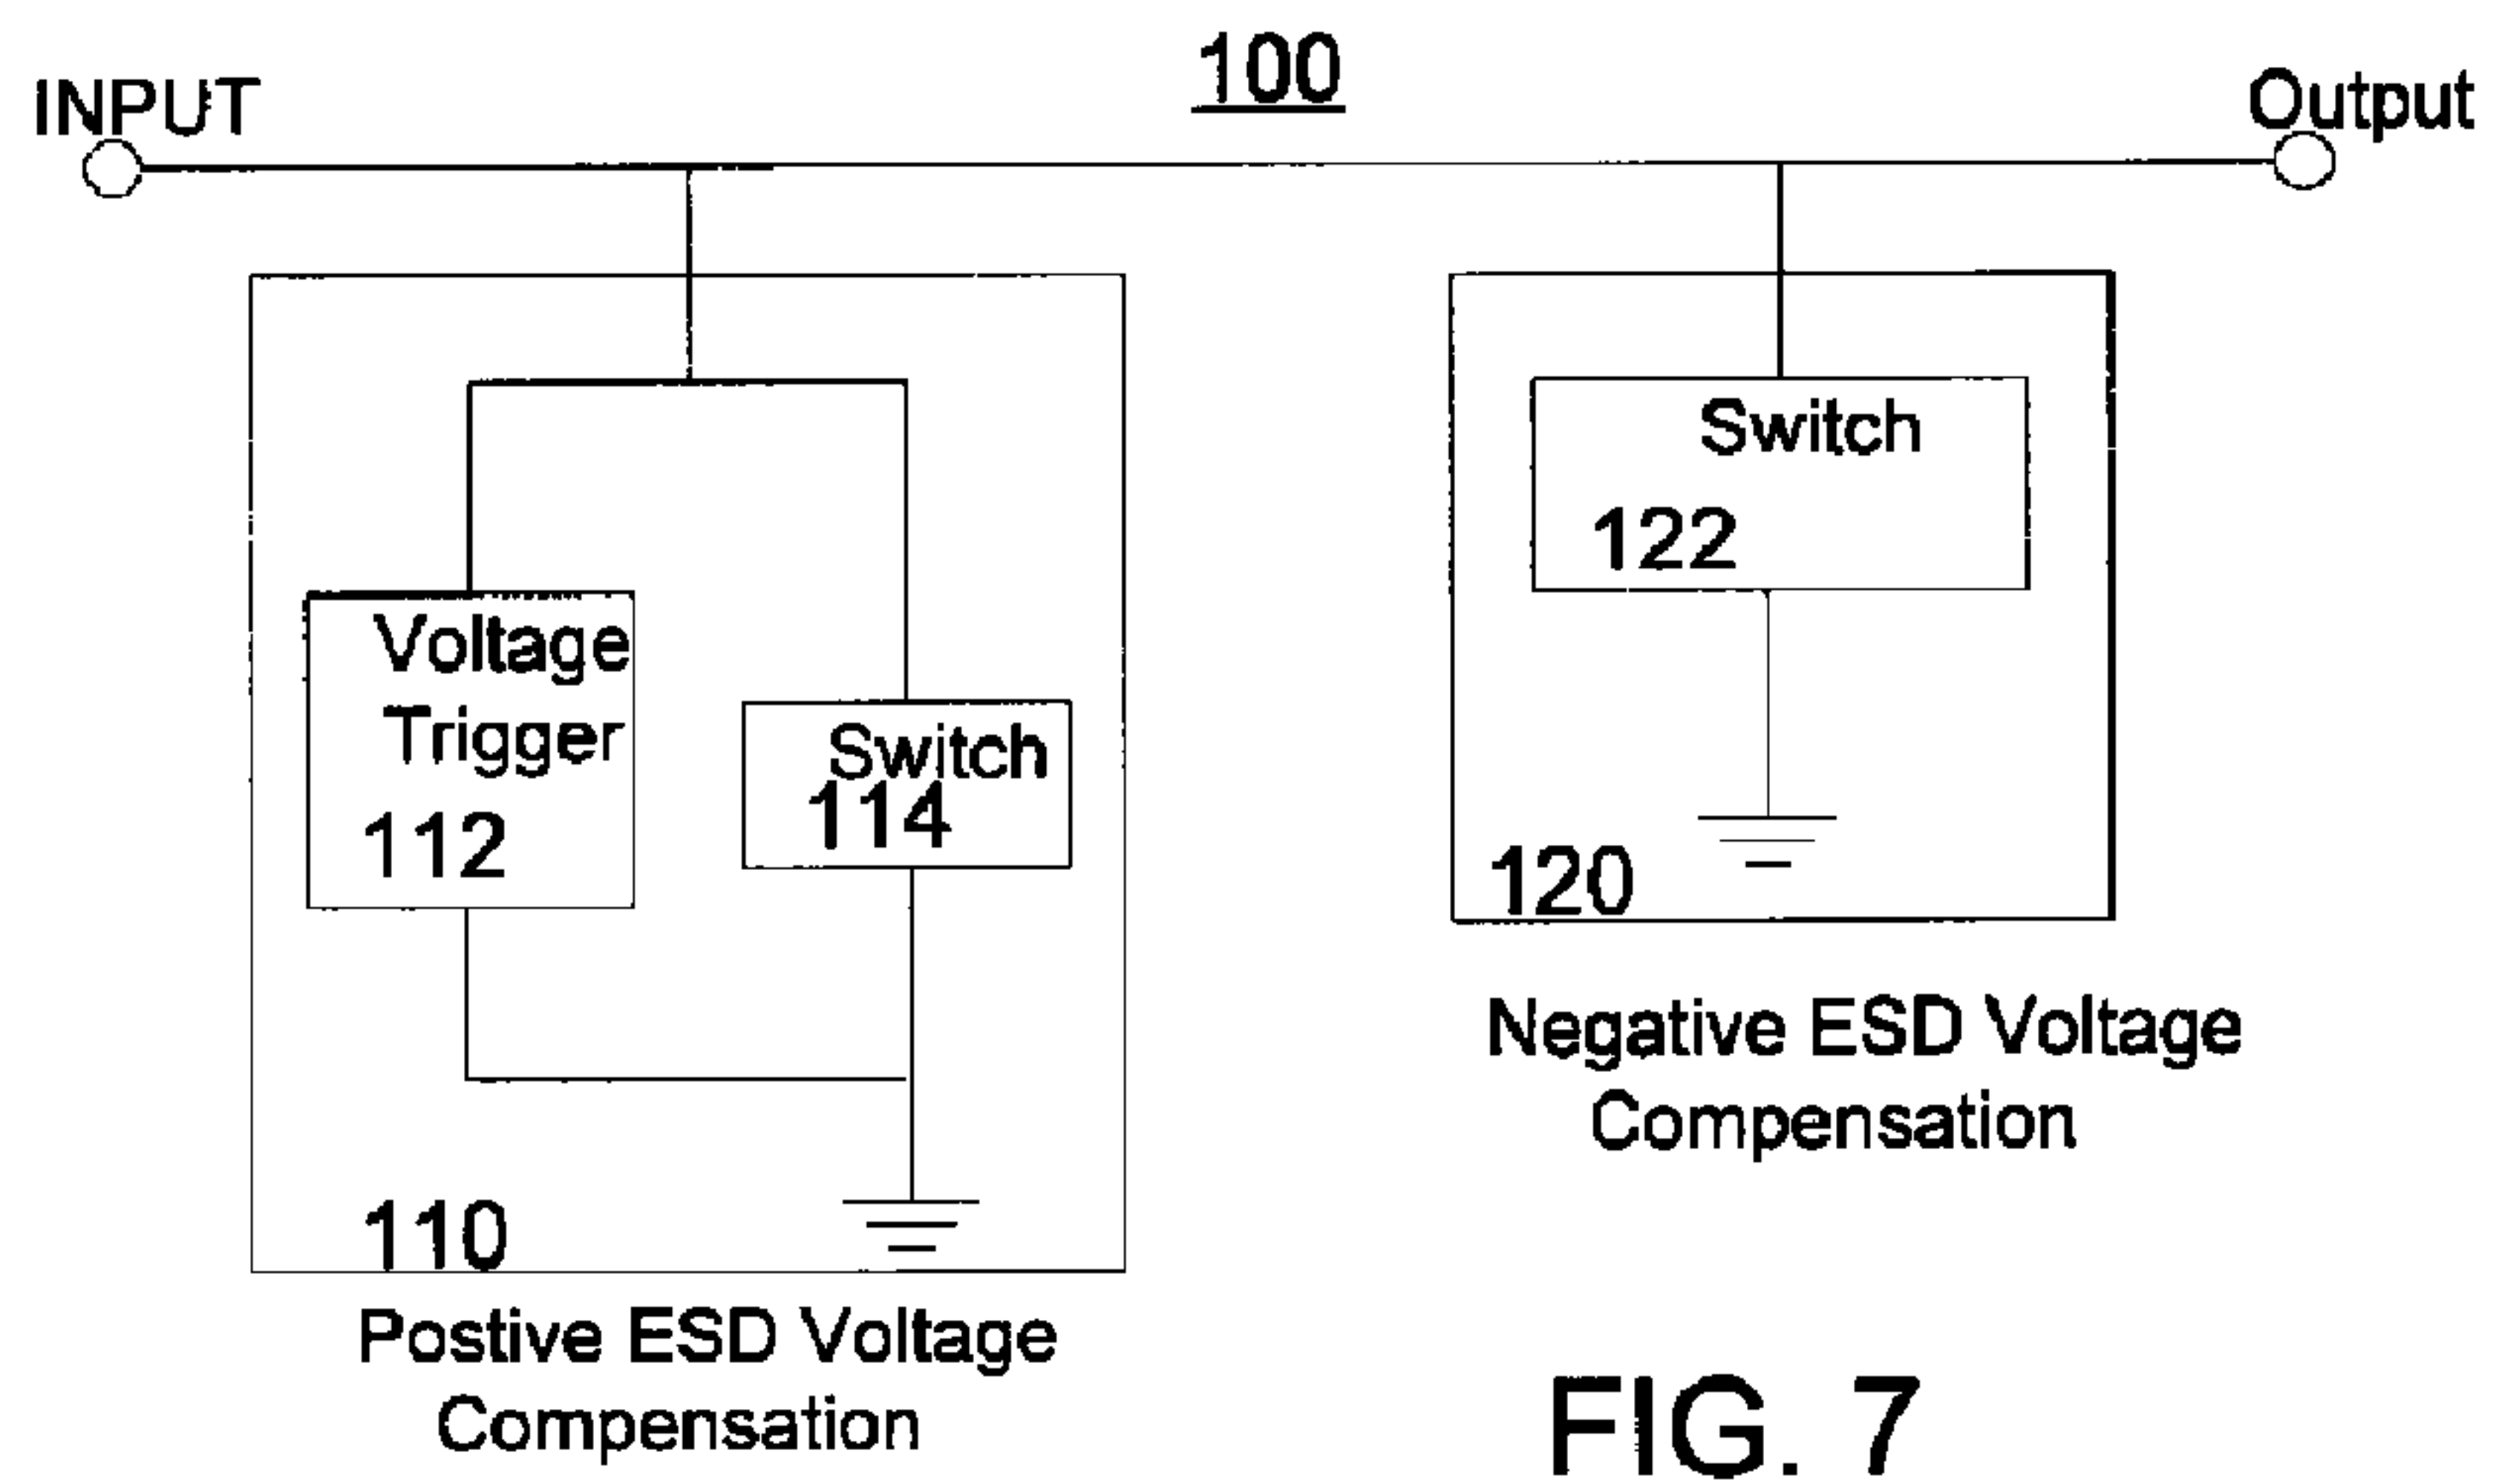 100
INPUT
Output
Switch
122
Voltage
Trigger
112
Switch
114
120
Negative ESD Voltage
Compensation
110
Postive ESD Voltage
Compensation
FIG. 7